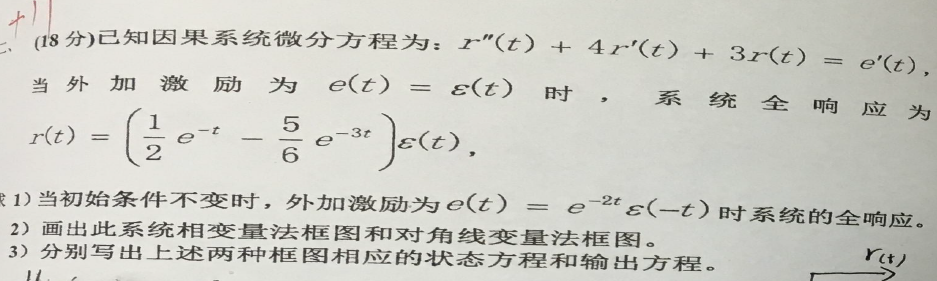 (18 分)已知因果系统微分方程为：r″(t) + 4r′(t) + 3r(t) = e′(t),
当外加激励为 e(t) = ε(t) 时，系统全响应为
r(t) = (1/2 e^{-t} − 5/6 e^{-3t})ε(t),
1) 当初始条件不变时，外加激励为 e(t) = e^{-2t}ε(−t) 时系统的全响应。
2) 画出此系统相变量法框图和对角线变量法框图。
3) 分别写出上述两种框图相应的状态方程和输出方程。
r(t)